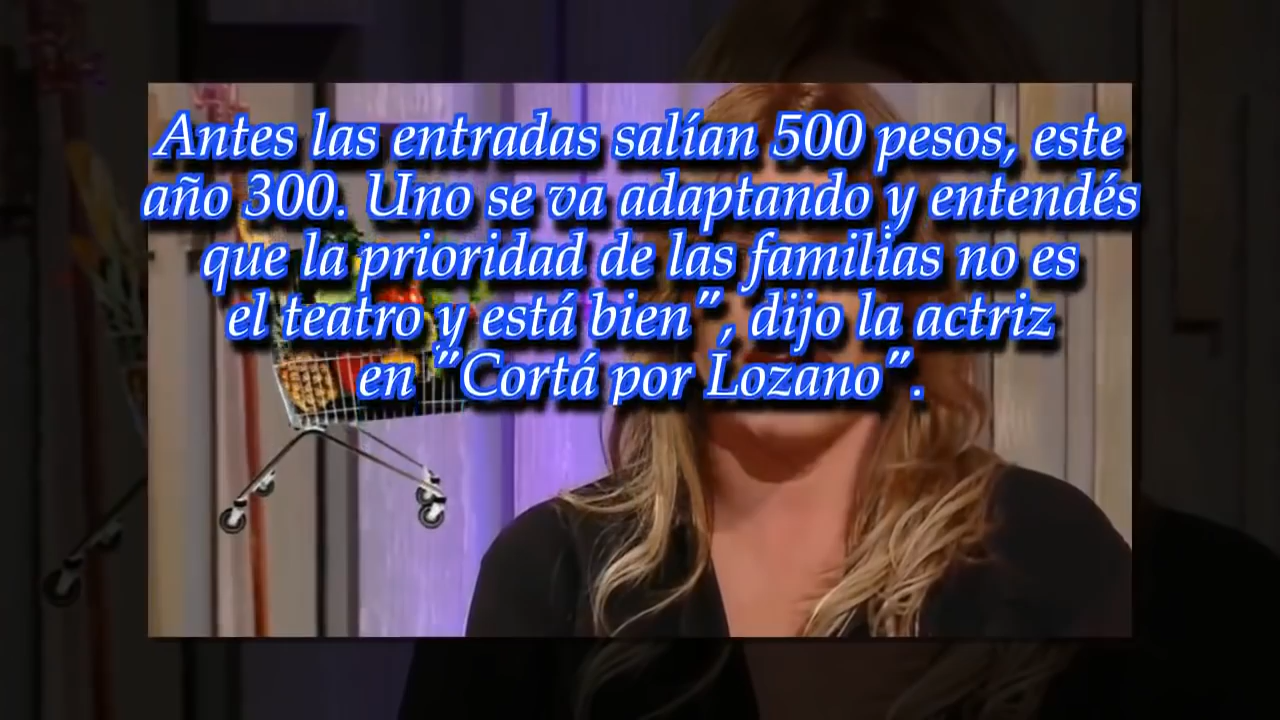 Antes las entradas salían 500 pesos, este
año 300. Uno se va adaptando y entendés
que la prioridad de las familias no es
el teatro y está bien", dijo la actriz
en "Cortá por Lozano".